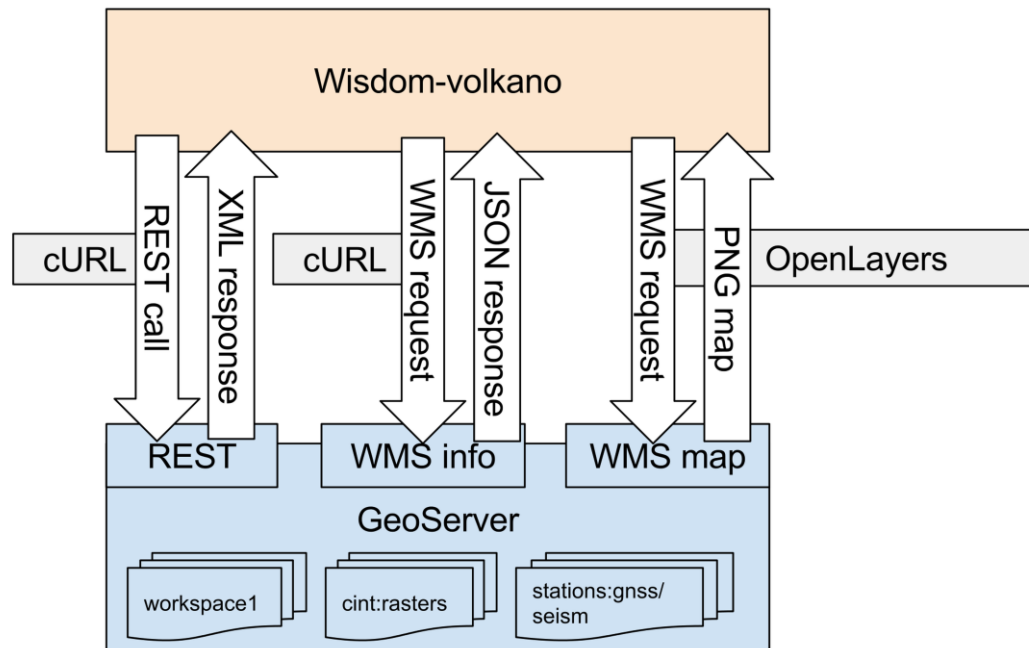 Wisdom-volkano
REST call
XML response
WMS request
JSON response
WMS request
PNG map
cURL
cURL
OpenLayers
REST
WMS info
WMS map
GeoServer
workspace1
cint:rasters
stations:gnss/
seism